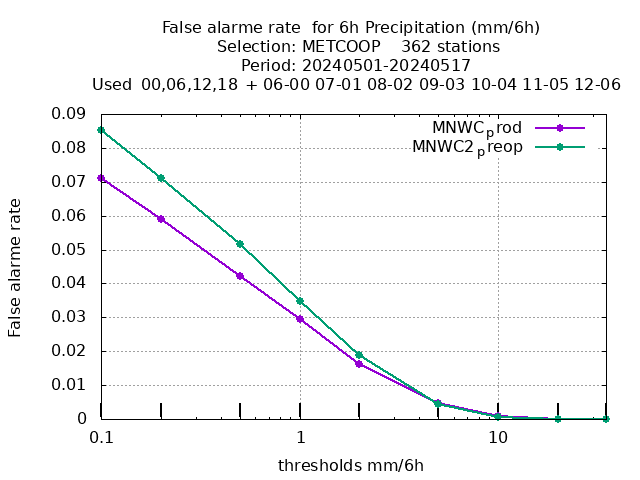 False alarme rate  for 6h Precipitation (mm/6h)
Selection: METCOOP    362 stations
Period: 20240501-20240517
Used  00,06,12,18  + 06-00 07-01 08-02 09-03 10-04 11-05 12-06
MNWCprod
MNWC2preop
0.09
0.08
0.07
0.06
0.05
0.04
0.03
0.02
0.01
0
False alarme rate
0.1 1 10
thresholds mm/6h